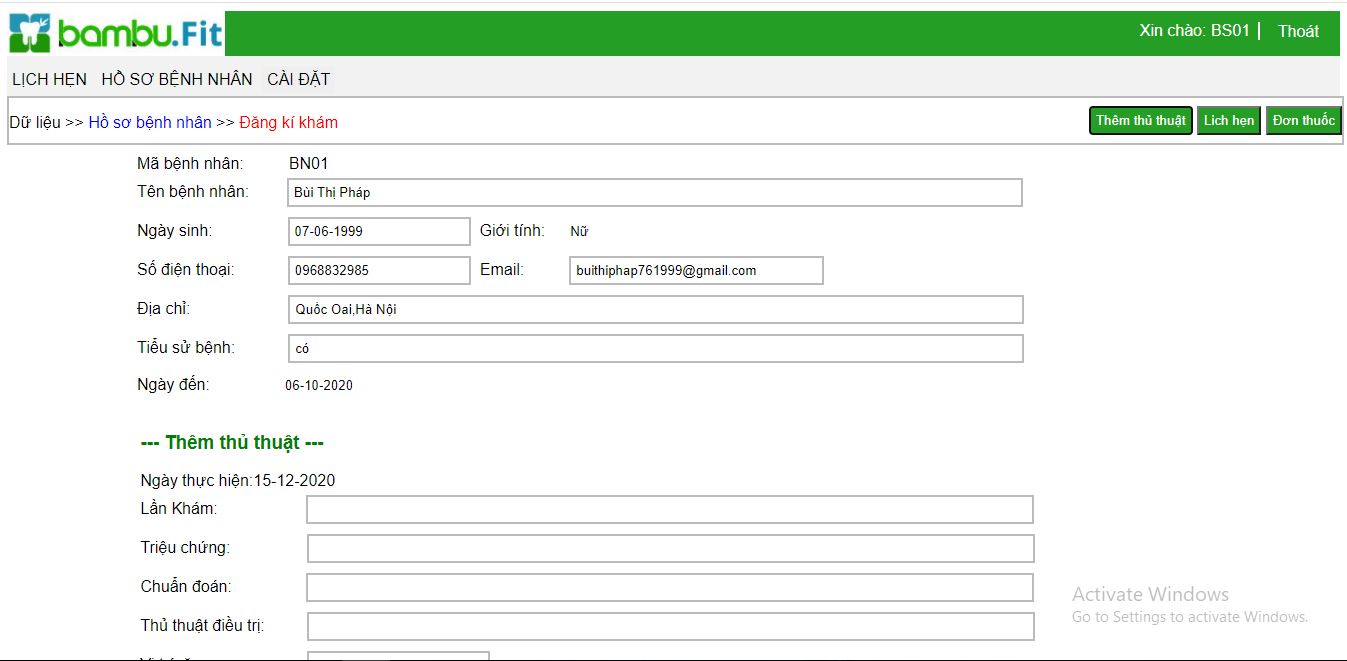 bambu.Fit
Xin chào: BS01 | Thoát
LỊCH HẸN HỒ SƠ BỆNH NHÂN CÀI ĐẶT
Dữ liệu >> Hồ sơ bệnh nhân >> Đăng kí khám
Thêm thủ thuật Lich hẹn Đơn thuốc
Mã bệnh nhân: BN01
Tên bệnh nhân: Bùi Thị Pháp
Ngày sinh: 07-06-1999 Giới tính: Nữ
Số điện thoại: 0968832985 Email: buithiphap761999@gmail.com
Địa chỉ: Quốc Oai,Hà Nội
Tiểu sử bệnh: có
Ngày đến: 06-10-2020
--- Thêm thủ thuật ---
Ngày thực hiện:15-12-2020
Lần Khám:
Triệu chứng:
Chuẩn đoán:
Thủ thuật điều trị:
Activate Windows
Go to Settings to activate Windows.